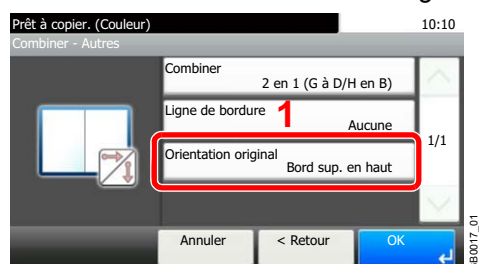 Prêt à copier. (Couleur)
10:10
Combiner - Autres
Combiner
2 en 1 (G à D/H en B)
Ligne de bordure
1
Aucune
1/1
Orientation original
Bord sup. en haut
Annuler
< Retour
OK
B0017_01